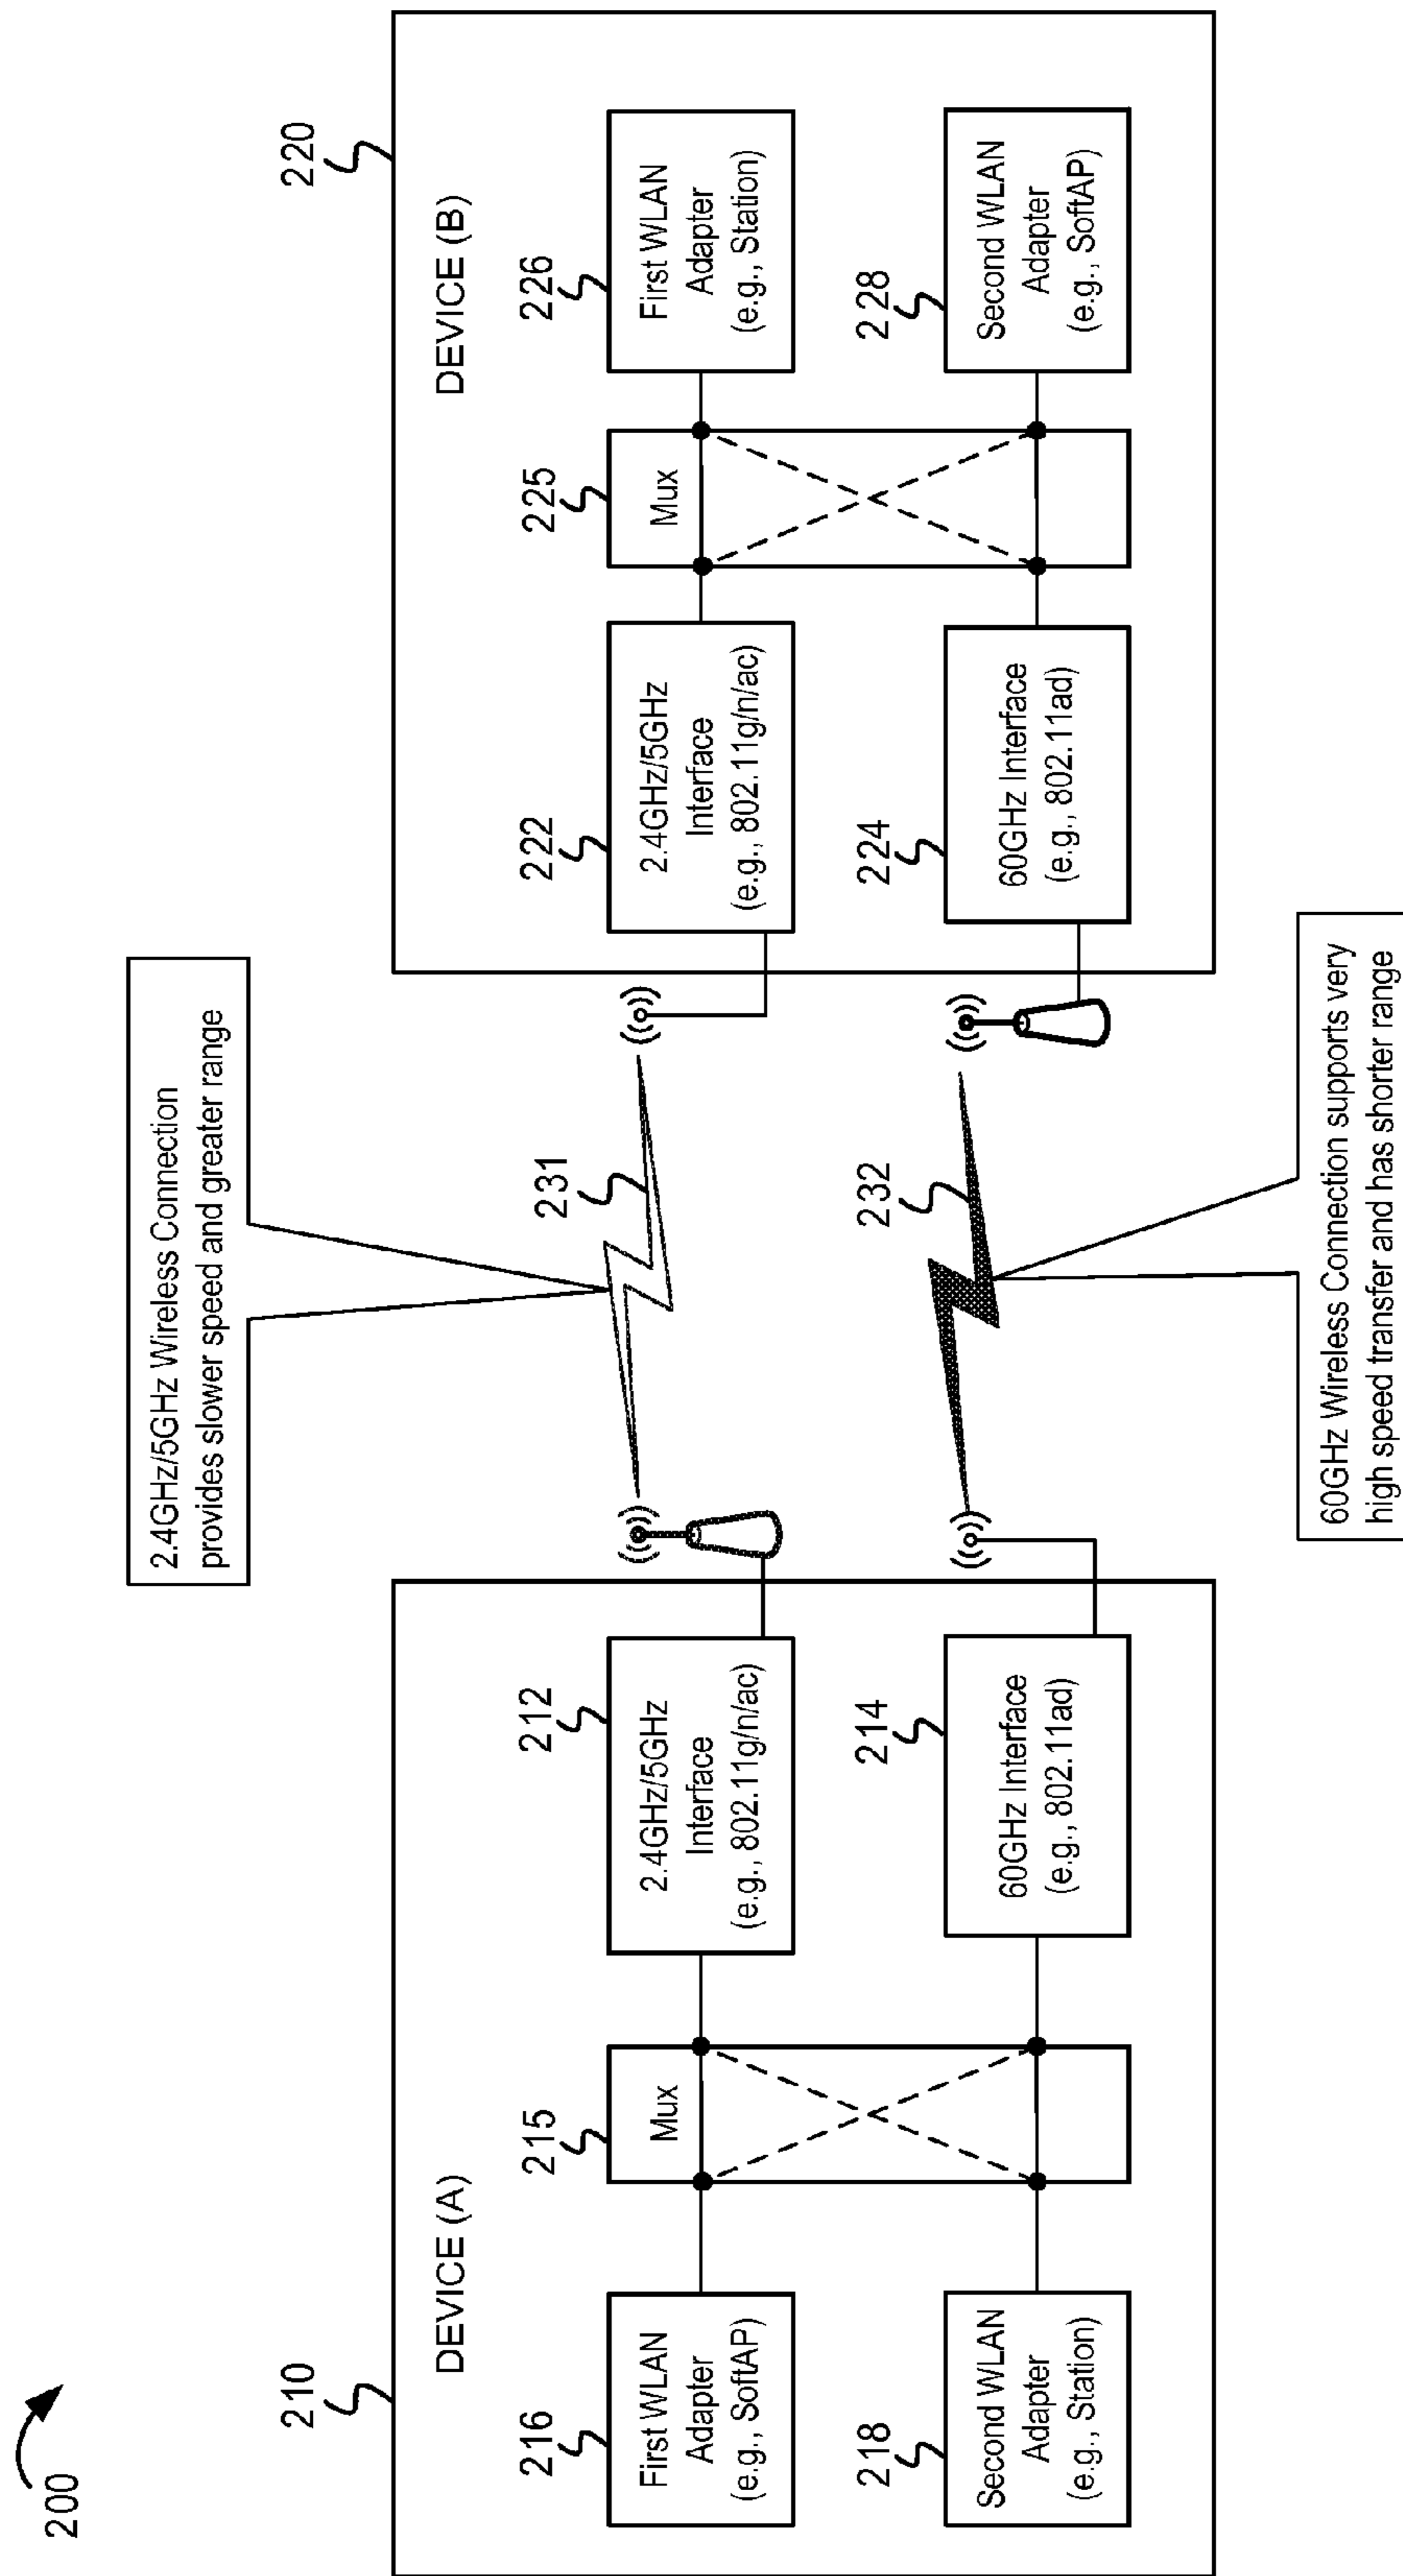 200
2.4GHz/5GHz Wireless Connection
provides slower speed and greater range
210
DEVICE (A)
216
First WLAN
Adapter
(e.g., SoftAP)
215
Mux
212
2.4GHz/5GHz
Interface
(e.g., 802.11g/n/ac)
218
Second WLAN
Adapter
(e.g., Station)
214
60GHz Interface
(e.g., 802.11ad)
231
232
220
DEVICE (B)
222
2.4GHz/5GHz
Interface
(e.g., 802.11g/n/ac)
225
Mux
226
First WLAN
Adapter
(e.g., Station)
224
60GHz Interface
(e.g., 802.11ad)
228
Second WLAN
Adapter
(e.g., SoftAP)
60GHz Wireless Connection supports very
high speed transfer and has shorter range